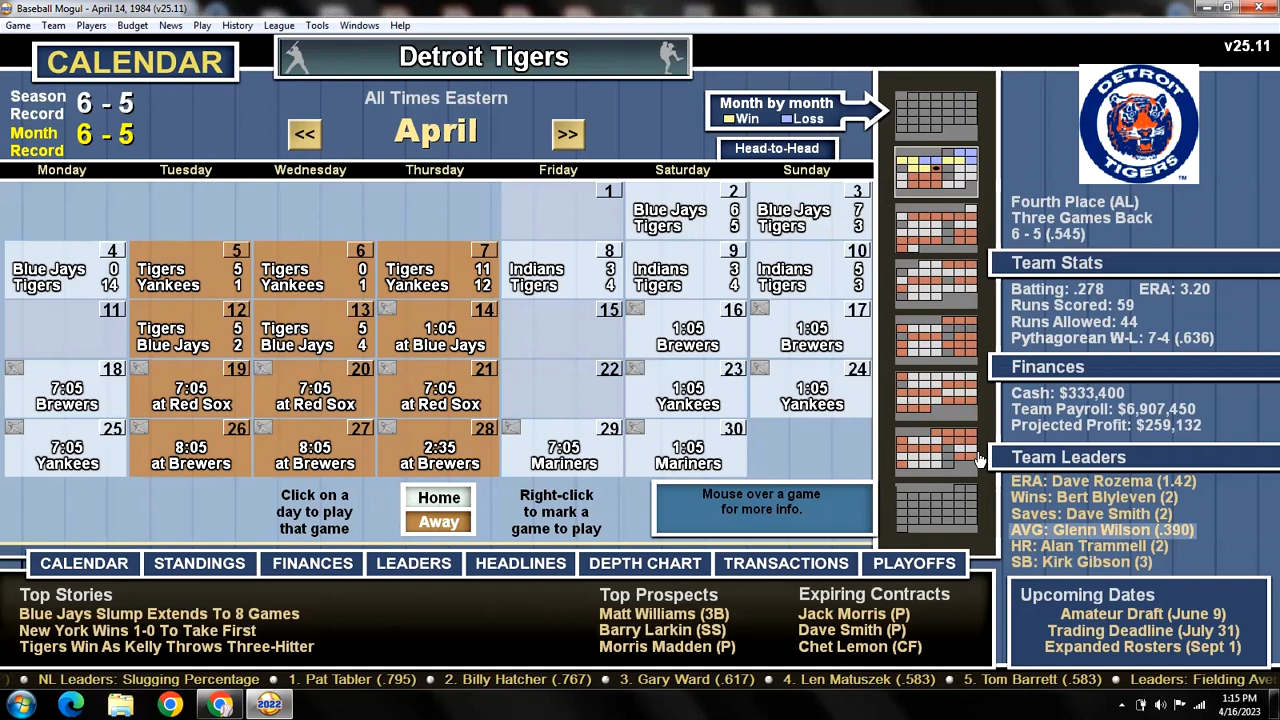 Baseball Mogul - April 14, 1984 (v25.11)
Game Team Players Budget News Play History League Tools Windows Help
CALENDAR
Detroit Tigers
v25.11
Season Record 6 - 5
Month Record 6 - 5
All Times Eastern
<< April >>
Month by month
Win Loss
Head-to-Head
DETROIT
TIGERS
Monday Tuesday Wednesday Thursday Friday Saturday Sunday
1 2 3
Blue Jays 6 Blue Jays 7
Tigers 5 Tigers 3
4 5 6 7 8 9 10
Blue Jays 0 Tigers 5 Tigers 0 Tigers 11 Indians 3 Indians 3 Indians 5
Tigers 14 Yankees 1 Yankees 1 Yankees 12 Tigers 4 Tigers 4 Tigers 3
11 12 13 14 15 16 17
Tigers 5 Tigers 5 1:05 1:05 1:05
Blue Jays 2 Blue Jays 4 at Blue Jays Brewers Brewers
18 19 20 21 22 23 24
7:05 7:05 7:05 7:05 1:05 1:05
Brewers at Red Sox at Red Sox at Red Sox Yankees Yankees
25 26 27 28 29 30
7:05 8:05 8:05 2:35 7:05 1:05
Yankees at Brewers at Brewers at Brewers Mariners Mariners
Click on a
day to play
that game
Home
Away
Right-click
to mark a
game to play
Mouse over a game
for more info.
Fourth Place (AL)
Three Games Back
6 - 5 (.545)
Team Stats
Batting: .278 ERA: 3.20
Runs Scored: 59
Runs Allowed: 44
Pythagorean W-L: 7-4 (.636)
Finances
Cash: $333,400
Team Payroll: $6,907,450
Projected Profit: $259,132
Team Leaders
ERA: Dave Rozema (1.42)
Wins: Bert Blyleven (2)
Saves: Dave Smith (2)
AVG: Glenn Wilson (.390)
HR: Alan Trammell (2)
SB: Kirk Gibson (3)
CALENDAR STANDINGS FINANCES LEADERS HEADLINES DEPTH CHART TRANSACTIONS PLAYOFFS
Top Stories
Blue Jays Slump Extends To 8 Games
New York Wins 1-0 To Take First
Tigers Win As Kelly Throws Three-Hitter
Top Prospects
Matt Williams (3B)
Barry Larkin (SS)
Morris Madden (P)
Expiring Contracts
Jack Morris (P)
Dave Smith (P)
Chet Lemon (CF)
Upcoming Dates
Amateur Draft (June 9)
Trading Deadline (July 31)
Expanded Rosters (Sept 1)
NL Leaders: Slugging Percentage 1. Pat Tabler (.795) 2. Billy Hatcher (.767) 3. Gary Ward (.617) 4. Len Matuszek (.583) 5. Tom Barrett (.583) Leaders: Fielding Ave
2022
1:15 PM
4/16/2023